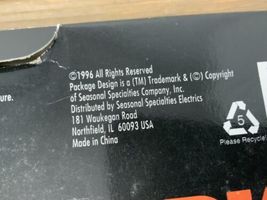 ©1996 All Rights Reserved
Package Design is a (TM) Trademark & (©) Copyright
of Seasonal Specialties Company, Inc.
Distributed by Seasonal Specialties Electrics
181 Waukegan Road
Northfield, IL 60093 USA
Made in China
ure.
5
Please Recycle